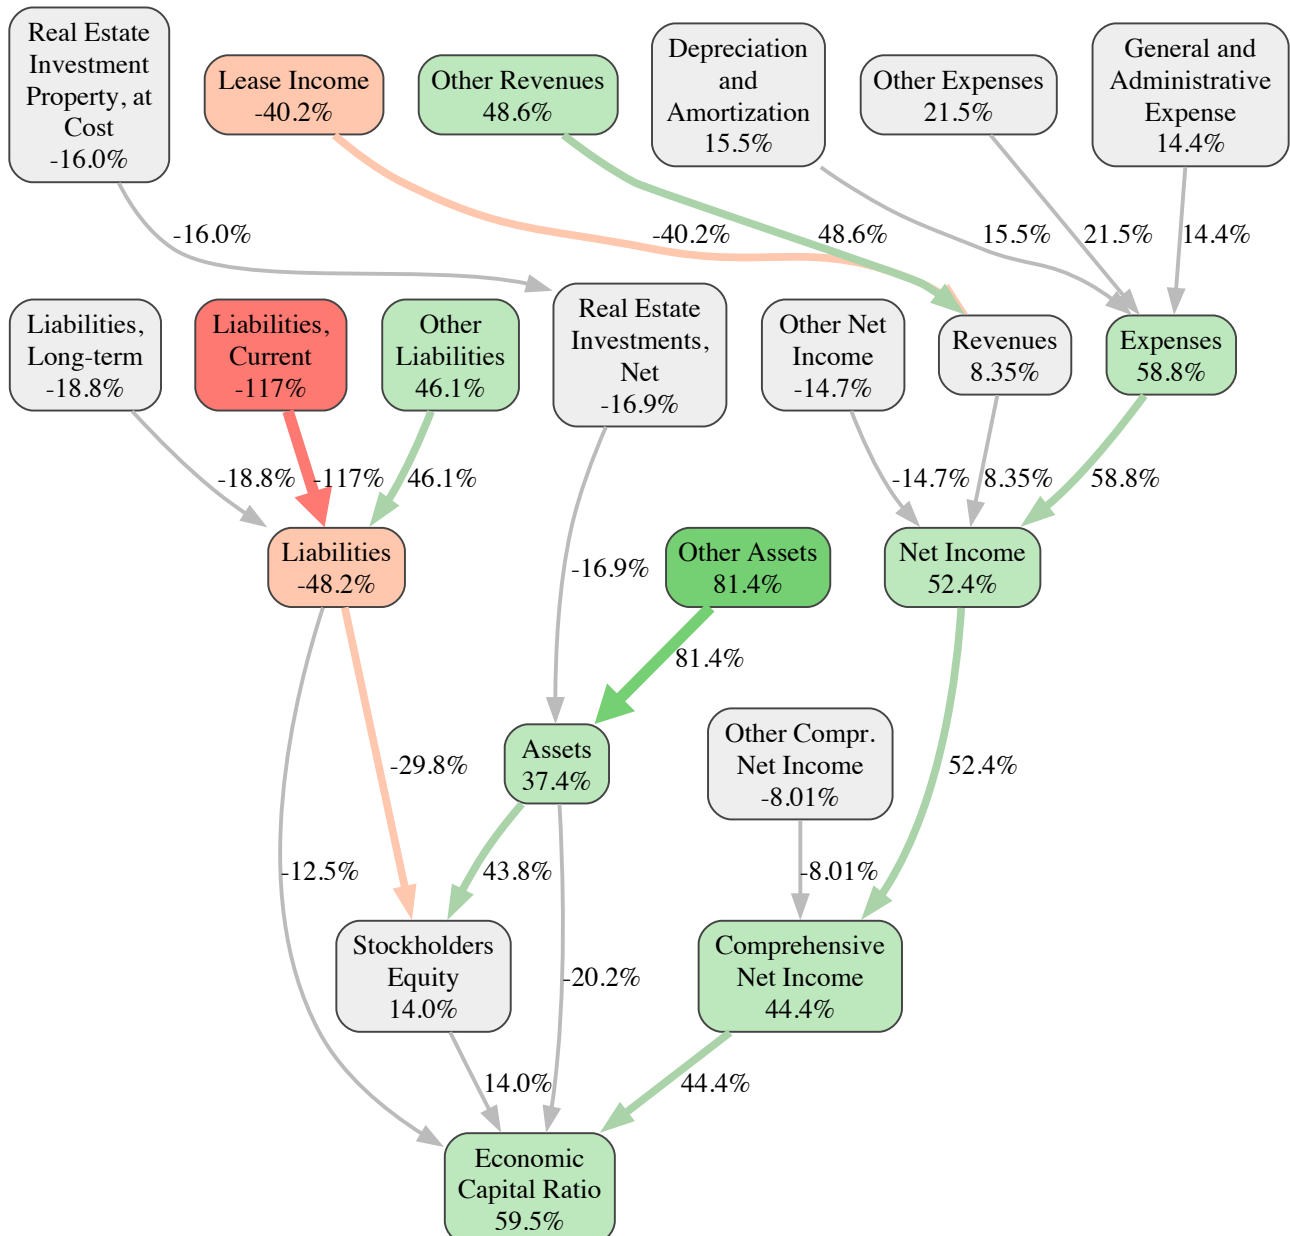 Real Estate
Investment
Property, at
Cost
-16.0%
Lease Income
-40.2%
Other Revenues
48.6%
Depreciation
and
Amortization
15.5%
Other Expenses
21.5%
General and
Administrative
Expense
14.4%
-16.0%
-40.2%
48.6%
15.5%
21.5%
14.4%
Liabilities,
Long-term
-18.8%
Liabilities,
Current
-117%
Other
Liabilities
46.1%
Real Estate
Investments,
Net
-16.9%
Other Net
Income
-14.7%
Revenues
8.35%
Expenses
58.8%
-18.8%
-117%
46.1%
-14.7%
8.35%
58.8%
Liabilities
-48.2%
-16.9%
Other Assets
81.4%
Net Income
52.4%
81.4%
Assets
37.4%
Other Compr.
Net Income
-8.01%
-29.8%
52.4%
-12.5%
43.8%
-8.01%
Stockholders
Equity
14.0%
-20.2%
Comprehensive
Net Income
44.4%
14.0%
44.4%
Economic
Capital Ratio
59.5%